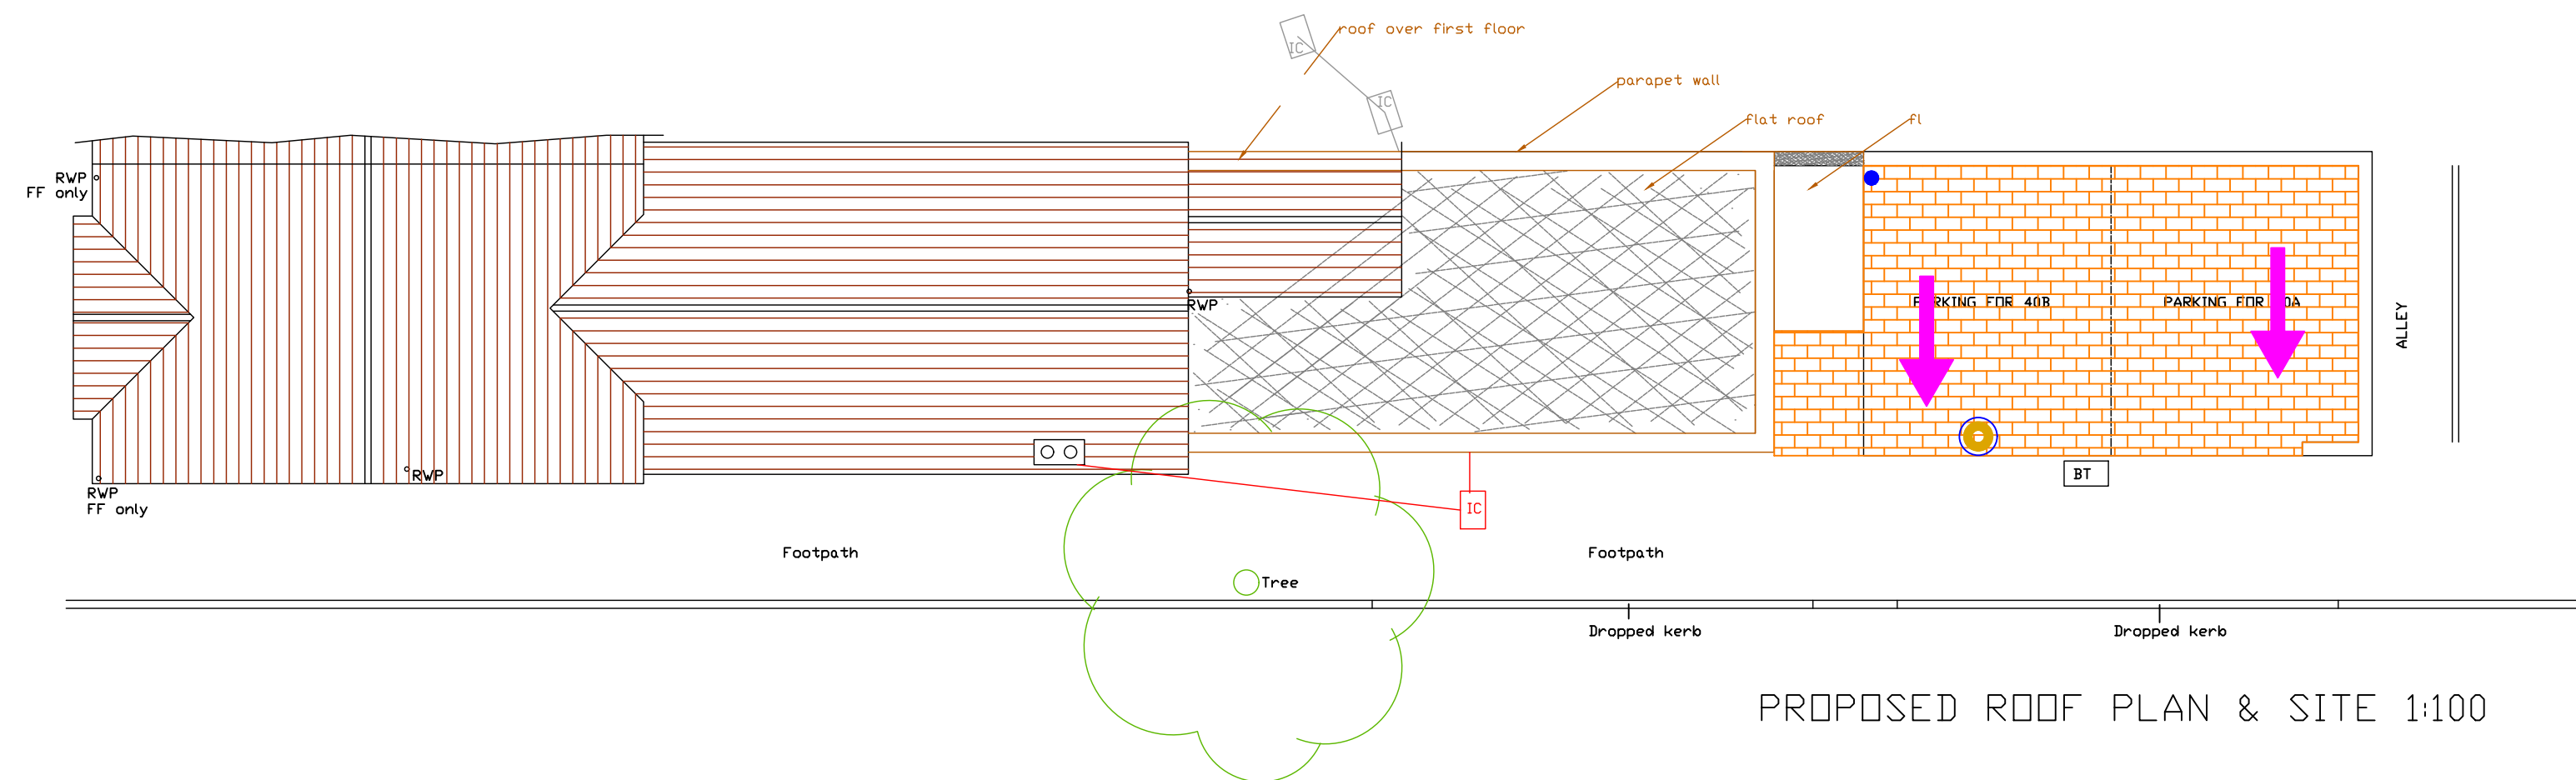 IC
roof over first floor
parapet wall
IC
flat roof
fl
RWP
FF only
PARKING FOR 40B
PARKING FOR
ALLEY
RWP
RWP
BT
RWP
FF only
IC
Footpath
Footpath
Tree
Dropped kerb
Dropped kerb
PROPOSED ROOF PLAN & SITE 1:100